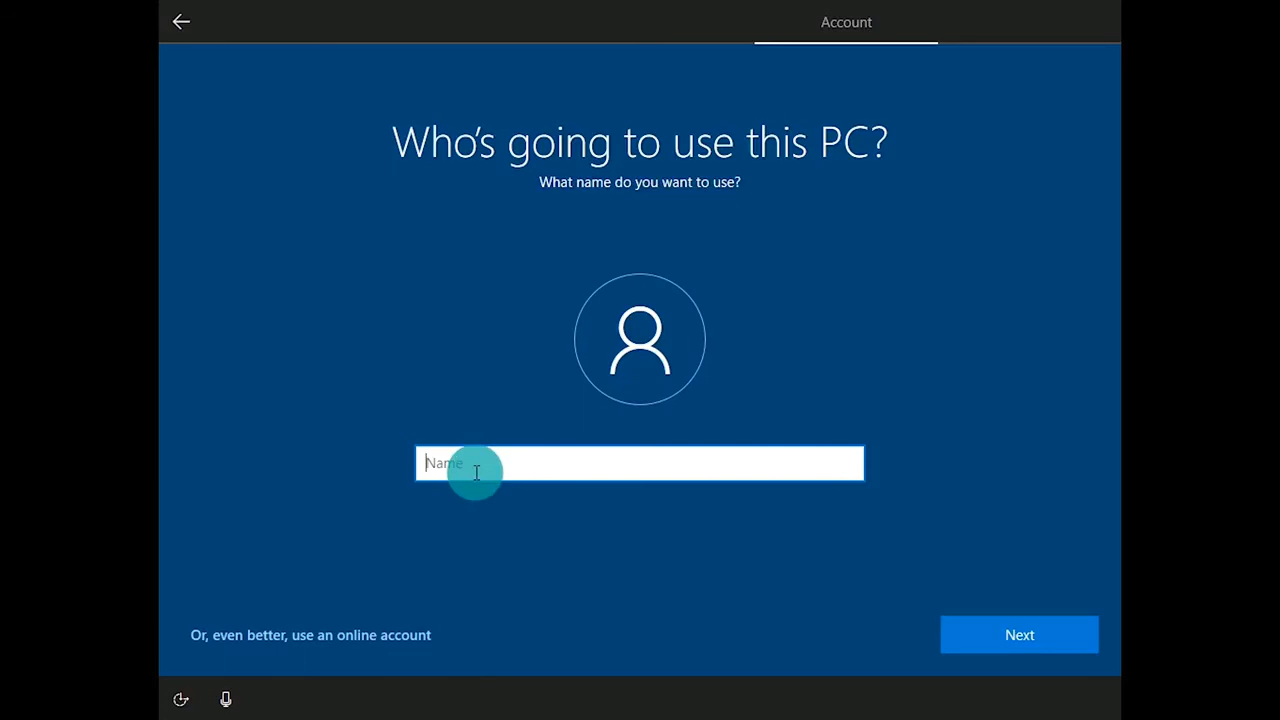 Account
Who's going to use this PC?
What name do you want to use?
Name
Or, even better, use an online account
Next